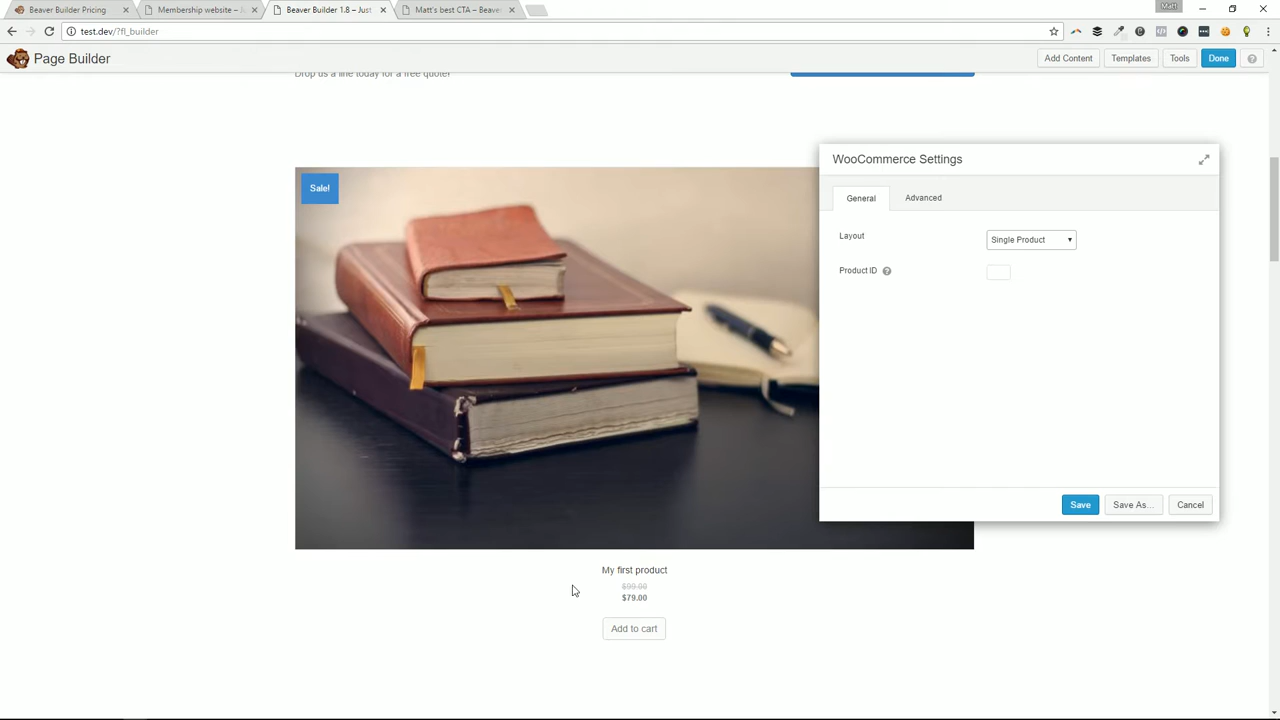 Beaver Builder Pricing
Membership website – J
Beaver Builder 1.8 – Just
Matt's best CTA – Beave
Matt
test.dev/?fl_builder
Page Builder
Add Content
Templates
Tools
Done
Drop us a line today for a free quote!
Sale!
WooCommerce Settings
General
Advanced
Layout
Single Product
Product ID
Save
Save As...
Cancel
My first product
$99.00
$79.00
Add to cart